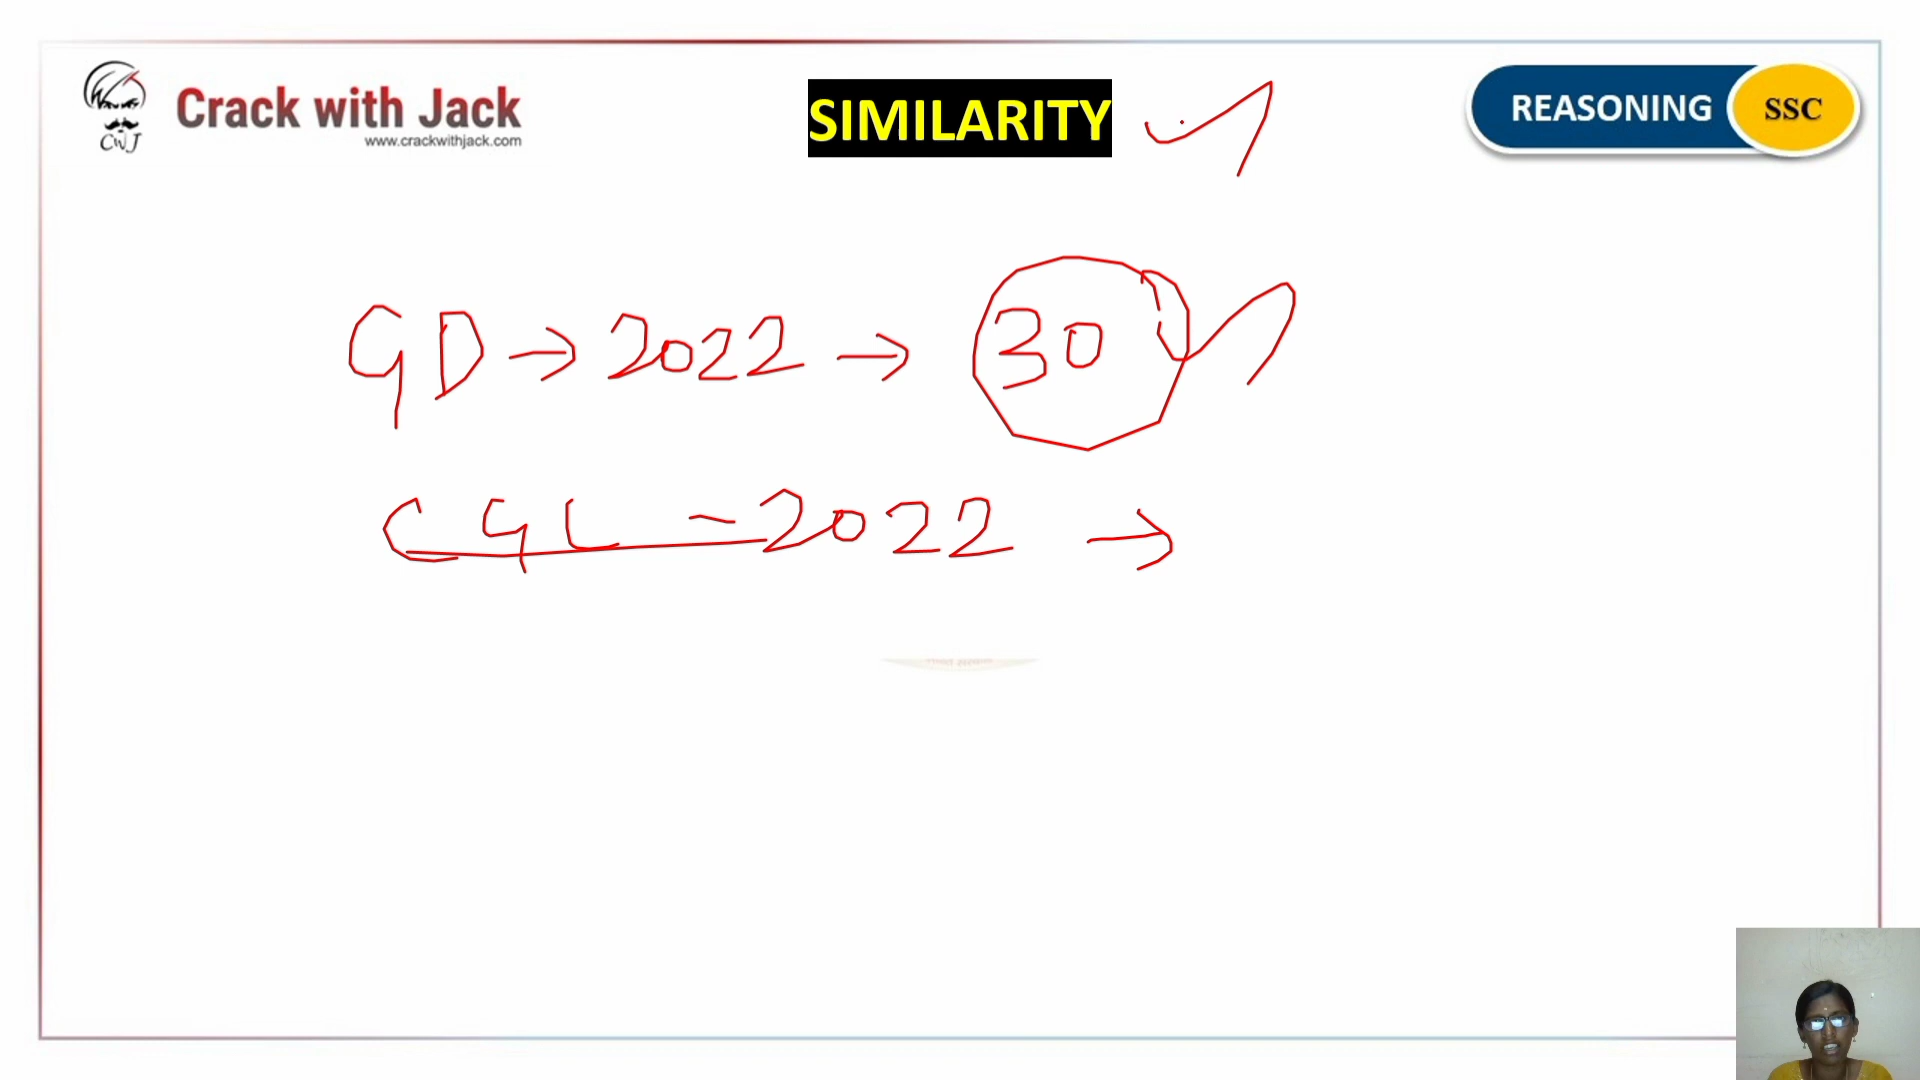 Crack with Jack
www.crackwithjack.com
CWJ
SIMILARITY
REASONING SSC
GD → 2022 → 30
CGL - 2022 →